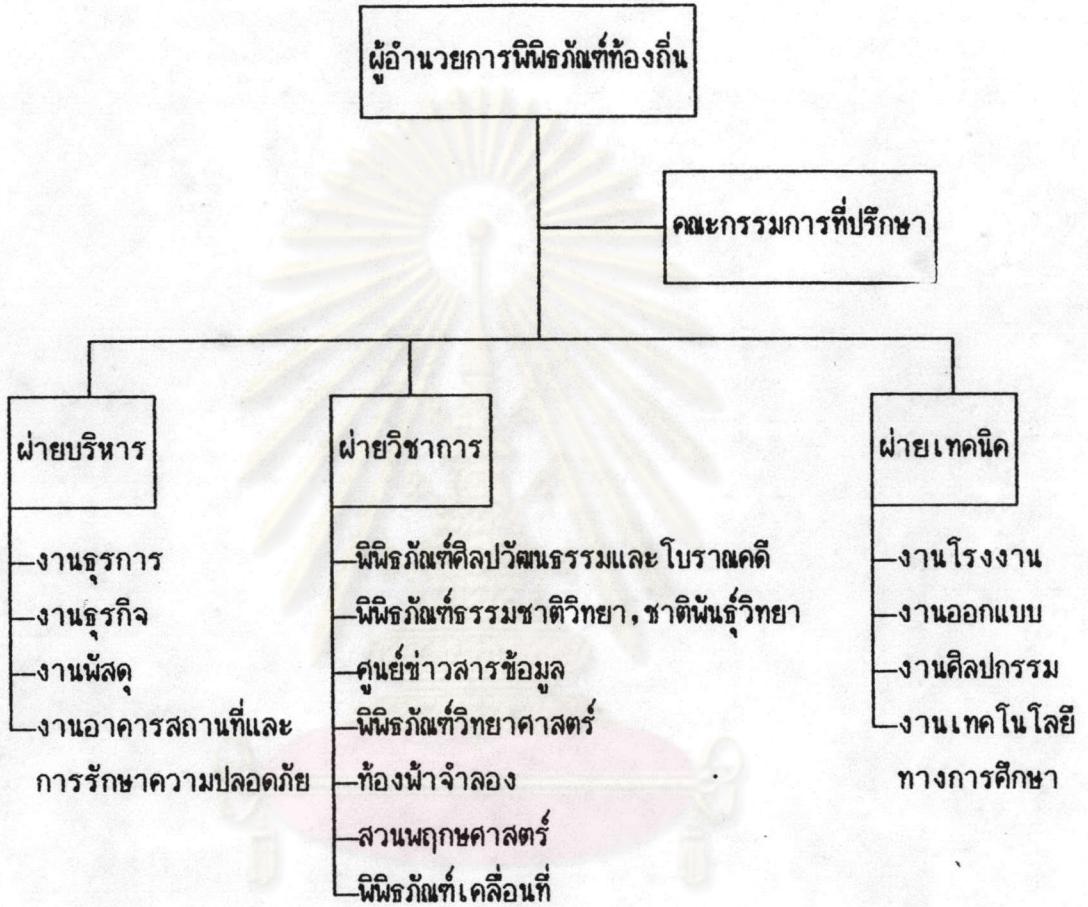 ผู้อำนวยการพิพิธภัณฑ์ท้องถิ่น
คณะกรรมการที่ปรึกษา
ฝ่ายบริหาร
งานธุรการ
งานธุรกิจ
งานพัสดุ
งานอาคารสถานที่และ
การรักษาความปลอดภัย
ฝ่ายวิชาการ
พิพิธภัณฑ์ศิลปวัฒนธรรมและโบราณคดี
พิพิธภัณฑ์ธรรมชาติวิทยา,ชาติพันธุ์วิทยา
ศูนย์ข่าวสารข้อมูล
พิพิธภัณฑ์วิทยาศาสตร์
ท้องฟ้าจำลอง
สวนพฤกษศาสตร์
พิพิธภัณฑ์เคลื่อนที่
ฝ่ายเทคนิค
งานโรงงาน
งานออกแบบ
งานศิลปกรรม
งานเทคโนโลยี
ทางการศึกษา